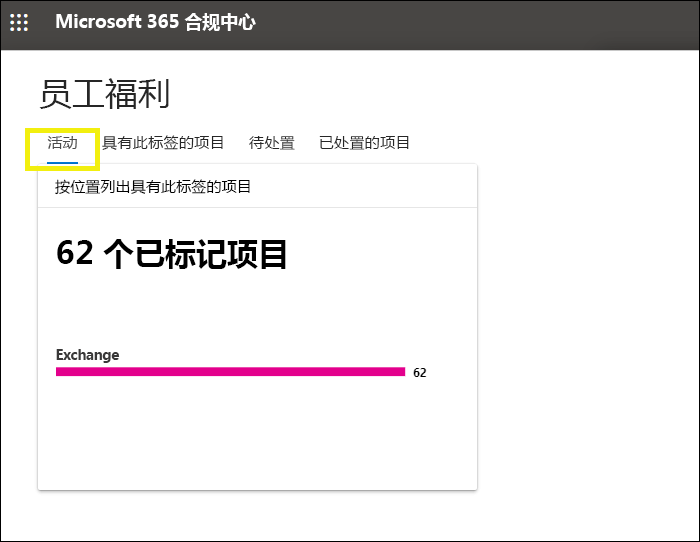 Microsoft 365 合规中心
员工福利
活动 具有此标签的项目 待处置 已处置的项目
按位置列出具有此标签的项目
62 个已标记项目
Exchange
62